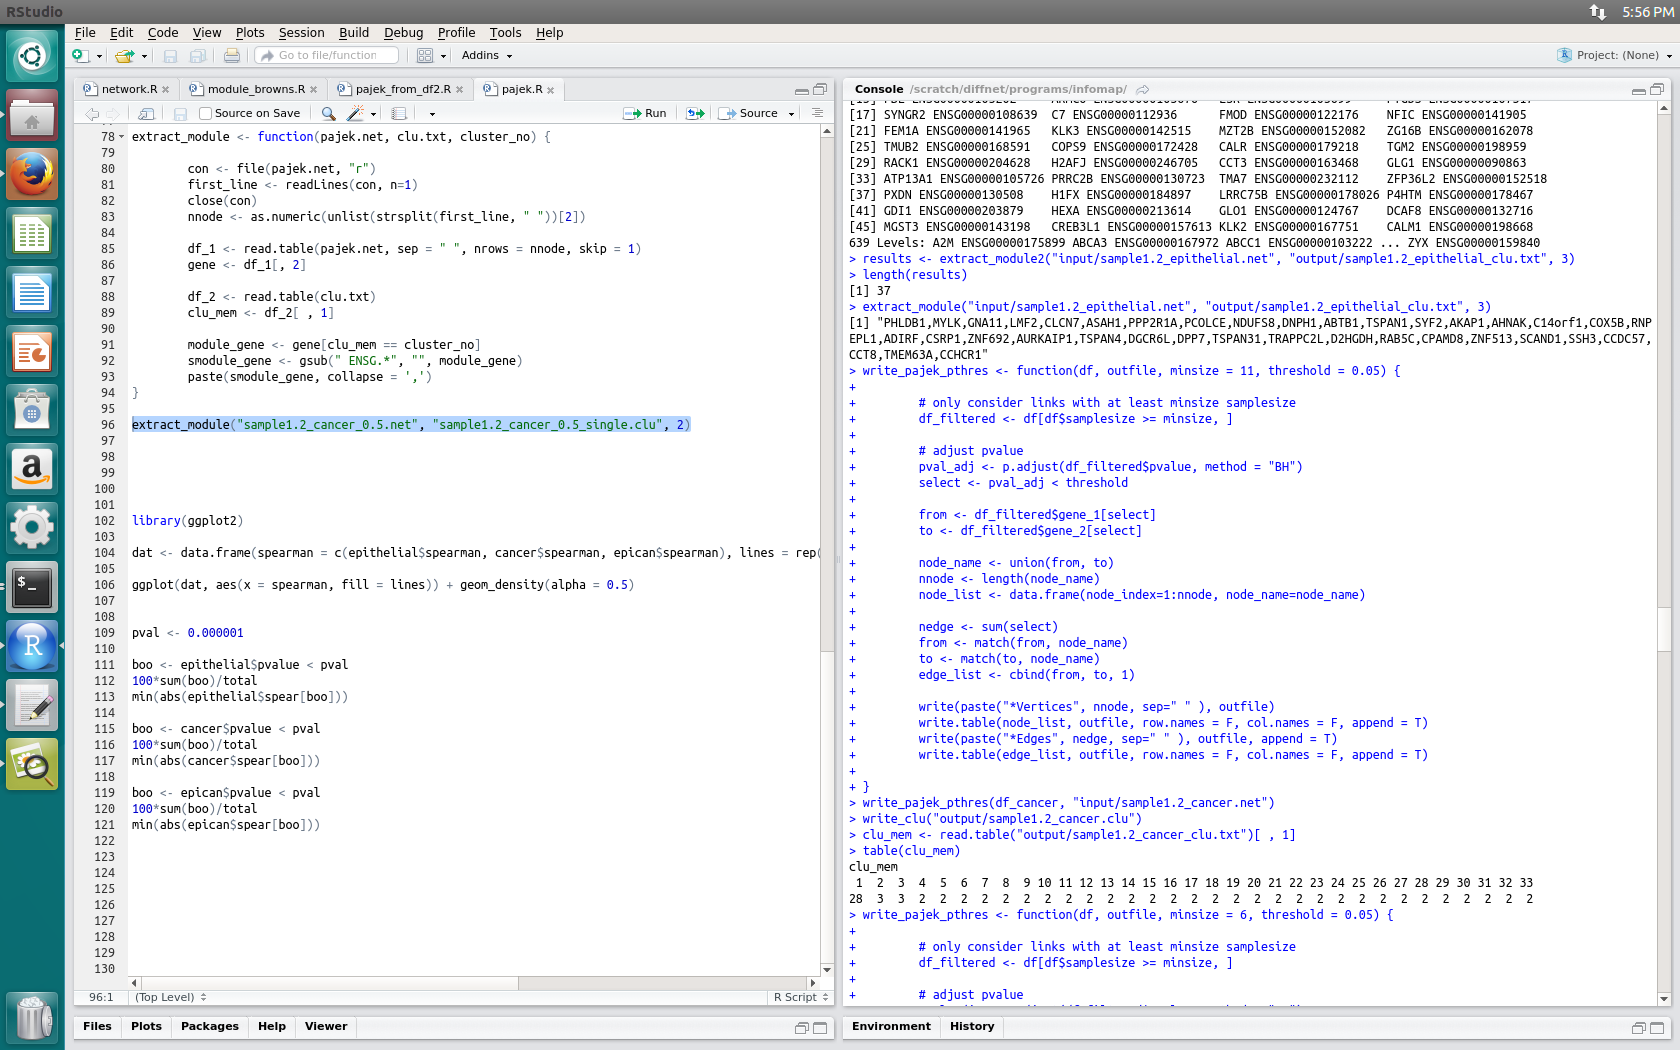 RStudio
5:56 PM
File Edit Code View Plots Session Build Debug Profile Tools Help
Go to file/function
Addins
Project: (None)
network.R
module_browns.R
pajek_from_df2.R
pajek.R
Source on Save
Run
Source
78 extract_module <- function(pajek.net, clu.txt, cluster_no) {
79
80 con <- file(pajek.net, "r")
81 first_line <- readLines(con, n=1)
82 close(con)
83 nnode <- as.numeric(unlist(strsplit(first_line, " "))[2])
84
85 df_1 <- read.table(pajek.net, sep = " ", nrows = nnode, skip = 1)
86 gene <- df_1[, 2]
87
88 df_2 <- read.table(clu.txt)
89 clu_mem <- df_2[ , 1]
90
91 module_gene <- gene[clu_mem == cluster_no]
92 smodule_gene <- gsub(" ENSG.*", "", module_gene)
93 paste(smodule_gene, collapse = ',')
94 }
95
96 extract_module("sample1.2_cancer_0.5.net", "sample1.2_cancer_0.5_single.clu", 2)
97
98
99
100
101
102 library(ggplot2)
103
104 dat <- data.frame(spearman = c(epithelial$spearman, cancer$spearman, epican$spearman), lines = rep(
105
106 ggplot(dat, aes(x = spearman, fill = lines)) + geom_density(alpha = 0.5)
107
108
109 pval <- 0.000001
110
111 boo <- epithelial$pvalue < pval
112 100*sum(boo)/total
113 min(abs(epithelial$spear[boo]))
114
115 boo <- cancer$pvalue < pval
116 100*sum(boo)/total
117 min(abs(cancer$spear[boo]))
118
119 boo <- epican$pvalue < pval
120 100*sum(boo)/total
121 min(abs(epican$spear[boo]))
122
123
124
125
126
127
128
129
130
96:1 (Top Level) R Script
Files Plots Packages Help Viewer
Console /scratch/diffnet/programs/infomap/
[17] SYNGR2 ENSG00000108639 C7 ENSG00000112936 FMOD ENSG00000122176 NFIC ENSG00000141905
[21] FEM1A ENSG00000141965 KLK3 ENSG00000142515 MZT2B ENSG00000152082 ZG16B ENSG00000162078
[25] TMUB2 ENSG00000168591 COPS9 ENSG00000172428 CALR ENSG00000179218 TGM2 ENSG00000198959
[29] RACK1 ENSG00000204628 H2AFJ ENSG00000246705 CCT3 ENSG00000163468 GLG1 ENSG00000090863
[33] ATP13A1 ENSG00000105726 PRRC2B ENSG00000130723 TMA7 ENSG00000232112 ZFP36L2 ENSG00000152518
[37] PXDN ENSG00000130508 H1FX ENSG00000184897 LRRC75B ENSG00000178026 P4HTM ENSG00000178467
[41] GDI1 ENSG00000203879 HEXA ENSG00000213614 GLO1 ENSG00000124767 DCAF8 ENSG00000132716
[45] MGST3 ENSG00000143198 CREB3L1 ENSG00000157613 KLK2 ENSG00000167751 CALM1 ENSG00000198668
639 Levels: A2M ENSG00000175899 ABCA3 ENSG00000167972 ABCC1 ENSG00000103222 ... ZYX ENSG00000159840
> results <- extract_module2("input/sample1.2_epithelial.net", "output/sample1.2_epithelial_clu.txt", 3)
> length(results)
[1] 37
> extract_module("input/sample1.2_epithelial.net", "output/sample1.2_epithelial_clu.txt", 3)
[1] "PHLDB1,MYLK,GNA11,LMF2,CLCN7,ASAH1,PPP2R1A,PCOLCE,NDUFS8,DNPH1,ABTB1,TSPAN1,SYF2,AKAP1,AHNAK,C14orf1,COX5B,RNP
EPL1,ADIRF,CSRP1,ZNF692,AURKAIP1,TSPAN4,DGCR6L,DPP7,TSPAN31,TRAPPC2L,D2HGDH,RAB5C,CPAMD8,ZNF513,SCAND1,SSH3,CCDC57,
CCT8,TMEM63A,CCHCR1"
> write_pajek_pthres <- function(df, outfile, minsize = 11, threshold = 0.05) {
+
+ # only consider links with at least minsize samplesize
+ df_filtered <- df[df$samplesize >= minsize, ]
+
+ # adjust pvalue
+ pval_adj <- p.adjust(df_filtered$pvalue, method = "BH")
+ select <- pval_adj < threshold
+
+ from <- df_filtered$gene_1[select]
+ to <- df_filtered$gene_2[select]
+
+ node_name <- union(from, to)
+ nnode <- length(node_name)
+ node_list <- data.frame(node_index=1:nnode, node_name=node_name)
+
+ nedge <- sum(select)
+ from <- match(from, node_name)
+ to <- match(to, node_name)
+ edge_list <- cbind(from, to, 1)
+
+ write(paste("*Vertices", nnode, sep=" " ), outfile)
+ write.table(node_list, outfile, row.names = F, col.names = F, append = T)
+ write(paste("*Edges", nedge, sep=" " ), outfile, append = T)
+ write.table(edge_list, outfile, row.names = F, col.names = F, append = T)
+
+ }
> write_pajek_pthres(df_cancer, "input/sample1.2_cancer.net")
> write_clu("output/sample1.2_cancer.clu")
> clu_mem <- read.table("output/sample1.2_cancer_clu.txt")[ , 1]
> table(clu_mem)
clu_mem
1 2 3 4 5 6 7 8 9 10 11 12 13 14 15 16 17 18 19 20 21 22 23 24 25 26 27 28 29 30 31 32 33
28 3 3 2 2 2 2 2 2 2 2 2 2 2 2 2 2 2 2 2 2 2 2 2 2 2 2 2 2 2 2 2 2
> write_pajek_pthres <- function(df, outfile, minsize = 6, threshold = 0.05) {
+
+ # only consider links with at least minsize samplesize
+ df_filtered <- df[df$samplesize >= minsize, ]
+
+ # adjust pvalue
Environment History